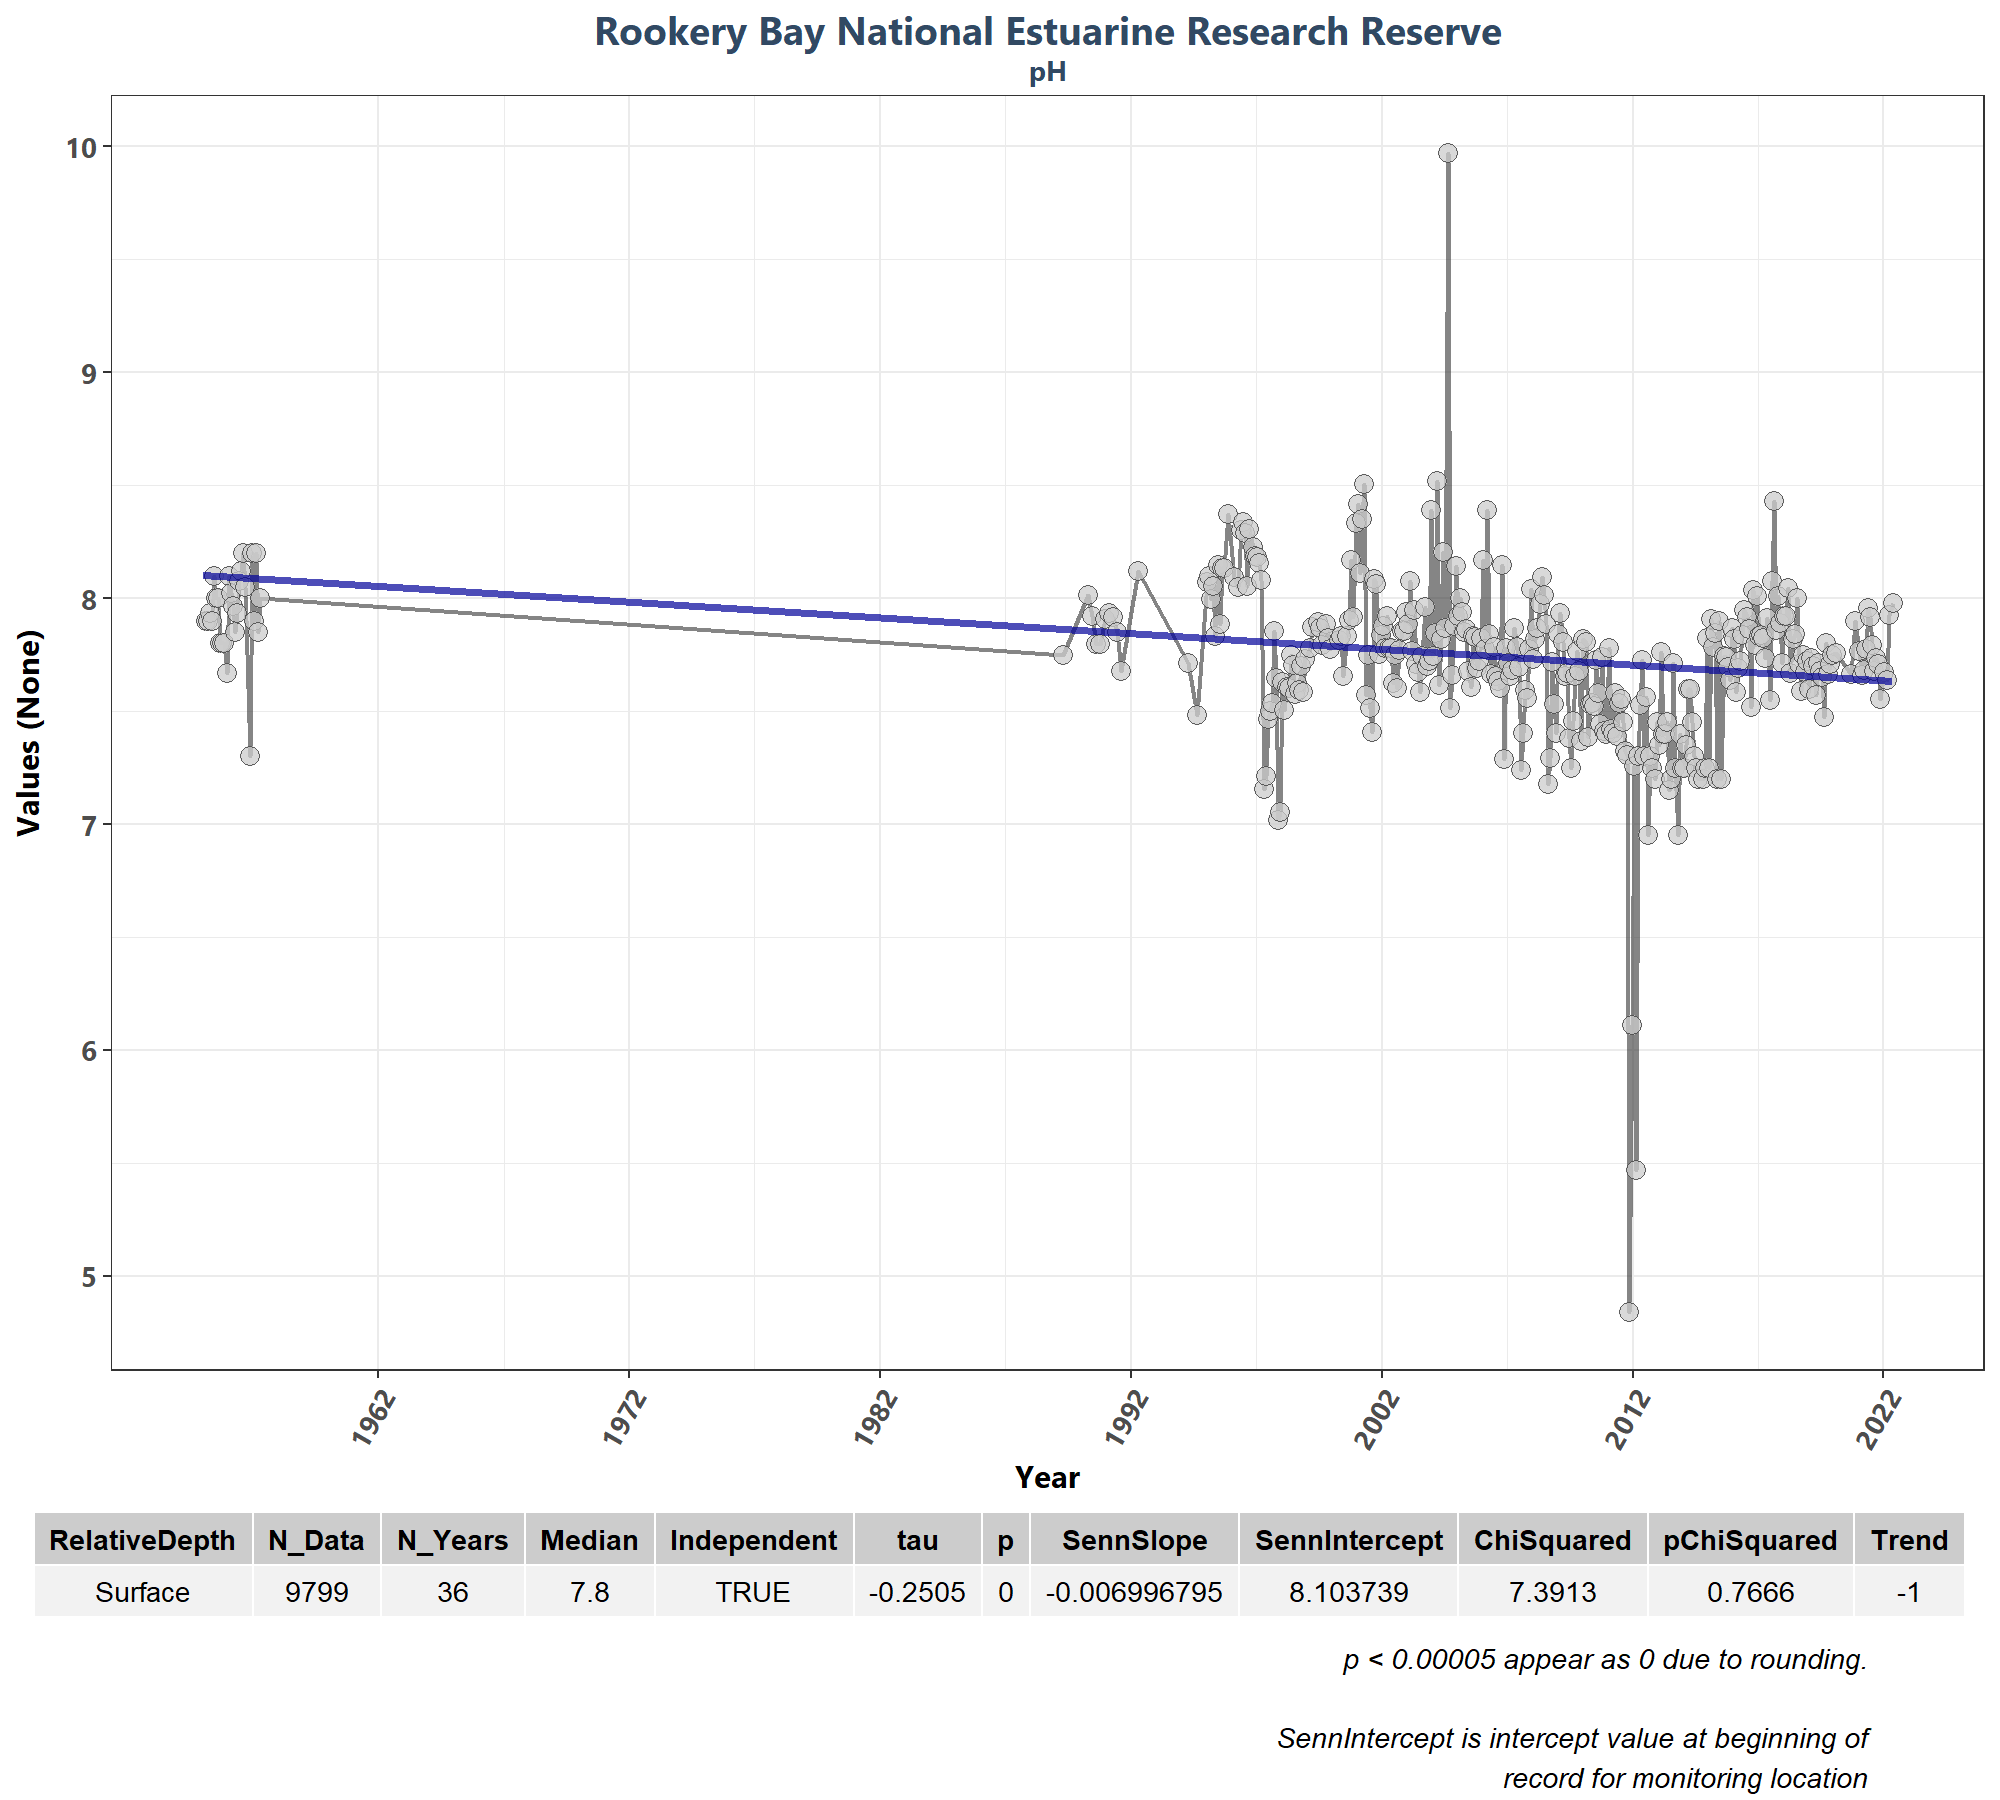 Rookery Bay National Estuarine Research Reserve
pH
10
9
8
7
6
5
Values (None)
1962 1972 1982 1992 2002 2012 2022
Year
RelativeDepth N_Data N_Years Median Independent tau p SennSlope SennIntercept ChiSquared pChiSquared Trend
Surface 9799 36 7.8 TRUE -0.2505 0 -0.006996795 8.103739 7.3913 0.7666 -1
p < 0.00005 appear as 0 due to rounding.
SennIntercept is intercept value at beginning of
record for monitoring location